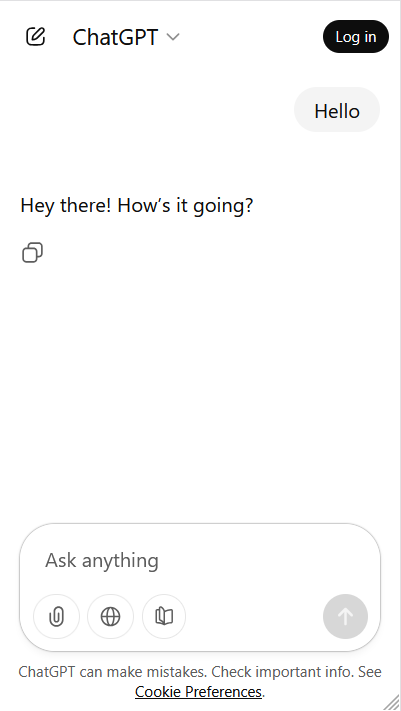 ChatGPT
Log in
Hello
Hey there! How's it going?
Ask anything
ChatGPT can make mistakes. Check important info. See
Cookie Preferences.